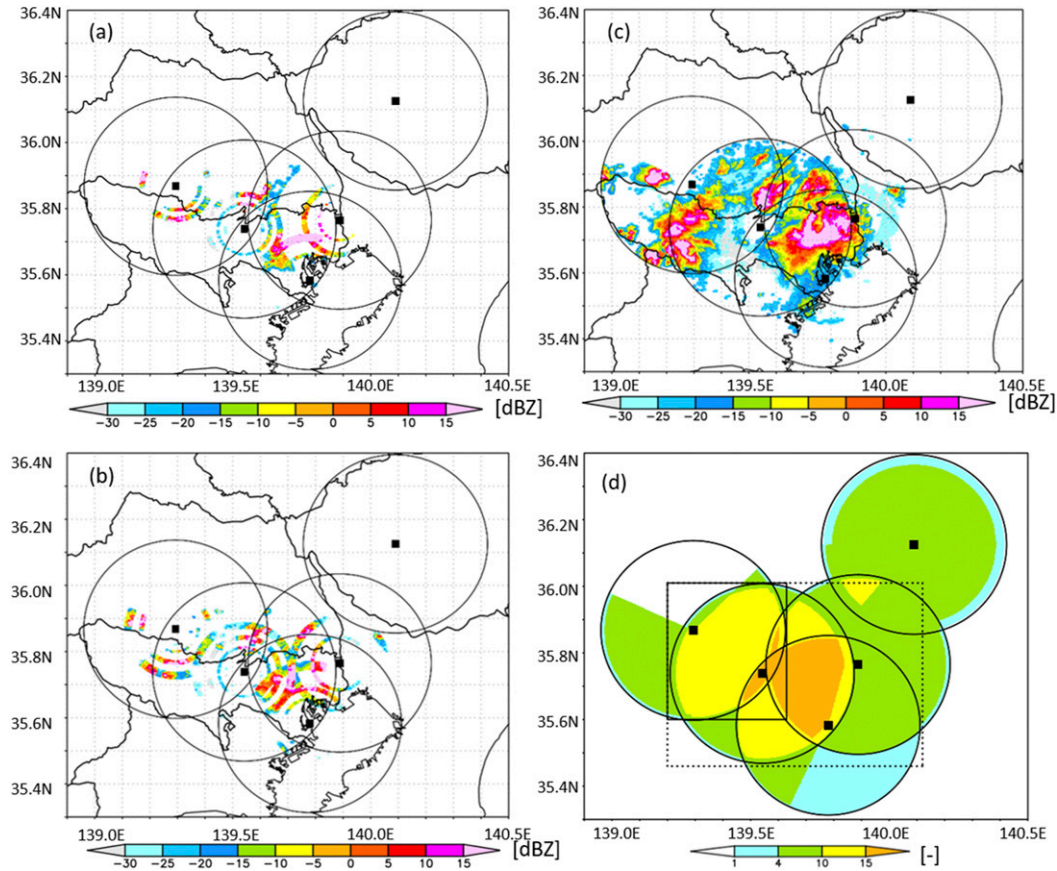 (a)
36.4N
36.2N
36.0N
35.8N
35.6N
35.4N
139.0E 139.5E 140.0E 140.5E
−30 −25 −20 −15 −10 −5 0 5 10 15 [dBZ]
(c)
36.4N
36.2N
36.0N
35.8N
35.6N
35.4N
139.0E 139.5E 140.0E 140.5E
−30 −25 −20 −15 −10 −5 0 5 10 15 [dBZ]
(b)
36.4N
36.2N
36.0N
35.8N
35.6N
35.4N
139.0E 139.5E 140.0E 140.5E
−30 −25 −20 −15 −10 −5 0 5 10 15 [dBZ]
(d)
36.4N
36.2N
36.0N
35.8N
35.6N
35.4N
139.0E 139.5E 140.0E 140.5E
1 4 10 15 [-]